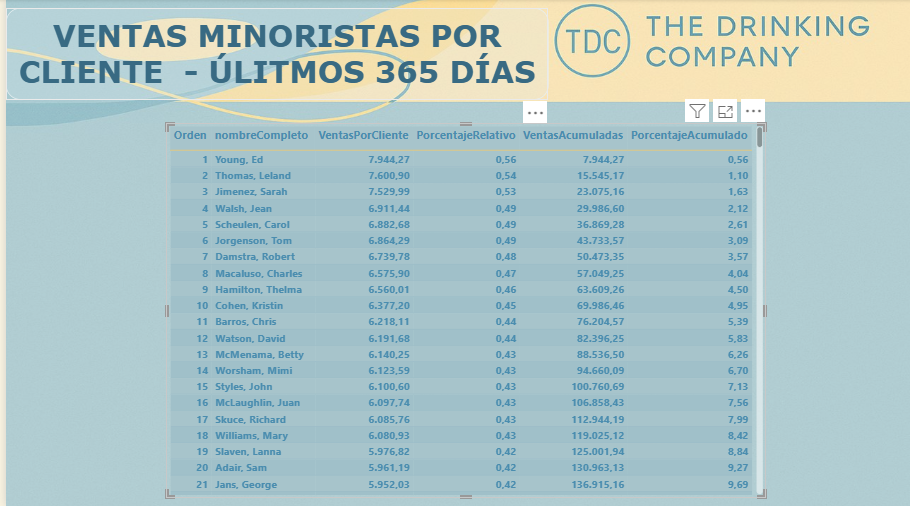 VENTAS MINORISTAS POR
CLIENTE - ÚLITMOS 365 DÍAS
TDC THE DRINKING
COMPANY
Orden nombreCompleto VentasPorCliente PorcentajeRelativo VentasAcumuladas PorcentajeAcumulado
1 Young, Ed 7.944,27 0,56 7.944,27 0,56
2 Thomas, Leland 7.600,90 0,54 15.545,17 1,10
3 Jimenez, Sarah 7.529,99 0,53 23.075,16 1,63
4 Walsh, Jean 6.911,44 0,49 29.986,60 2,12
5 Scheulen, Carol 6.882,68 0,49 36.869,28 2,61
6 Jorgenson, Tom 6.864,29 0,49 43.733,57 3,09
7 Damstra, Robert 6.739,78 0,48 50.473,35 3,57
8 Macaluso, Charles 6.575,90 0,47 57.049,25 4,04
9 Hamilton, Thelma 6.560,01 0,46 63.609,26 4,50
10 Cohen, Kristin 6.377,20 0,45 69.986,46 4,95
11 Barros, Chris 6.218,11 0,44 76.204,57 5,39
12 Watson, David 6.191,68 0,44 82.396,25 5,83
13 McMenama, Betty 6.140,25 0,43 88.536,50 6,26
14 Worsham, Mimi 6.123,59 0,43 94.660,09 6,70
15 Styles, John 6.100,60 0,43 100.760,69 7,13
16 McLaughlin, Juan 6.097,74 0,43 106.858,43 7,56
17 Skuce, Richard 6.085,76 0,43 112.944,19 7,99
18 Williams, Mary 6.080,93 0,43 119.025,12 8,42
19 Slaven, Lanna 5.976,82 0,42 125.001,94 8,84
20 Adair, Sam 5.961,19 0,42 130.963,13 9,27
21 Jans, George 5.952,03 0,42 136.915,16 9,69